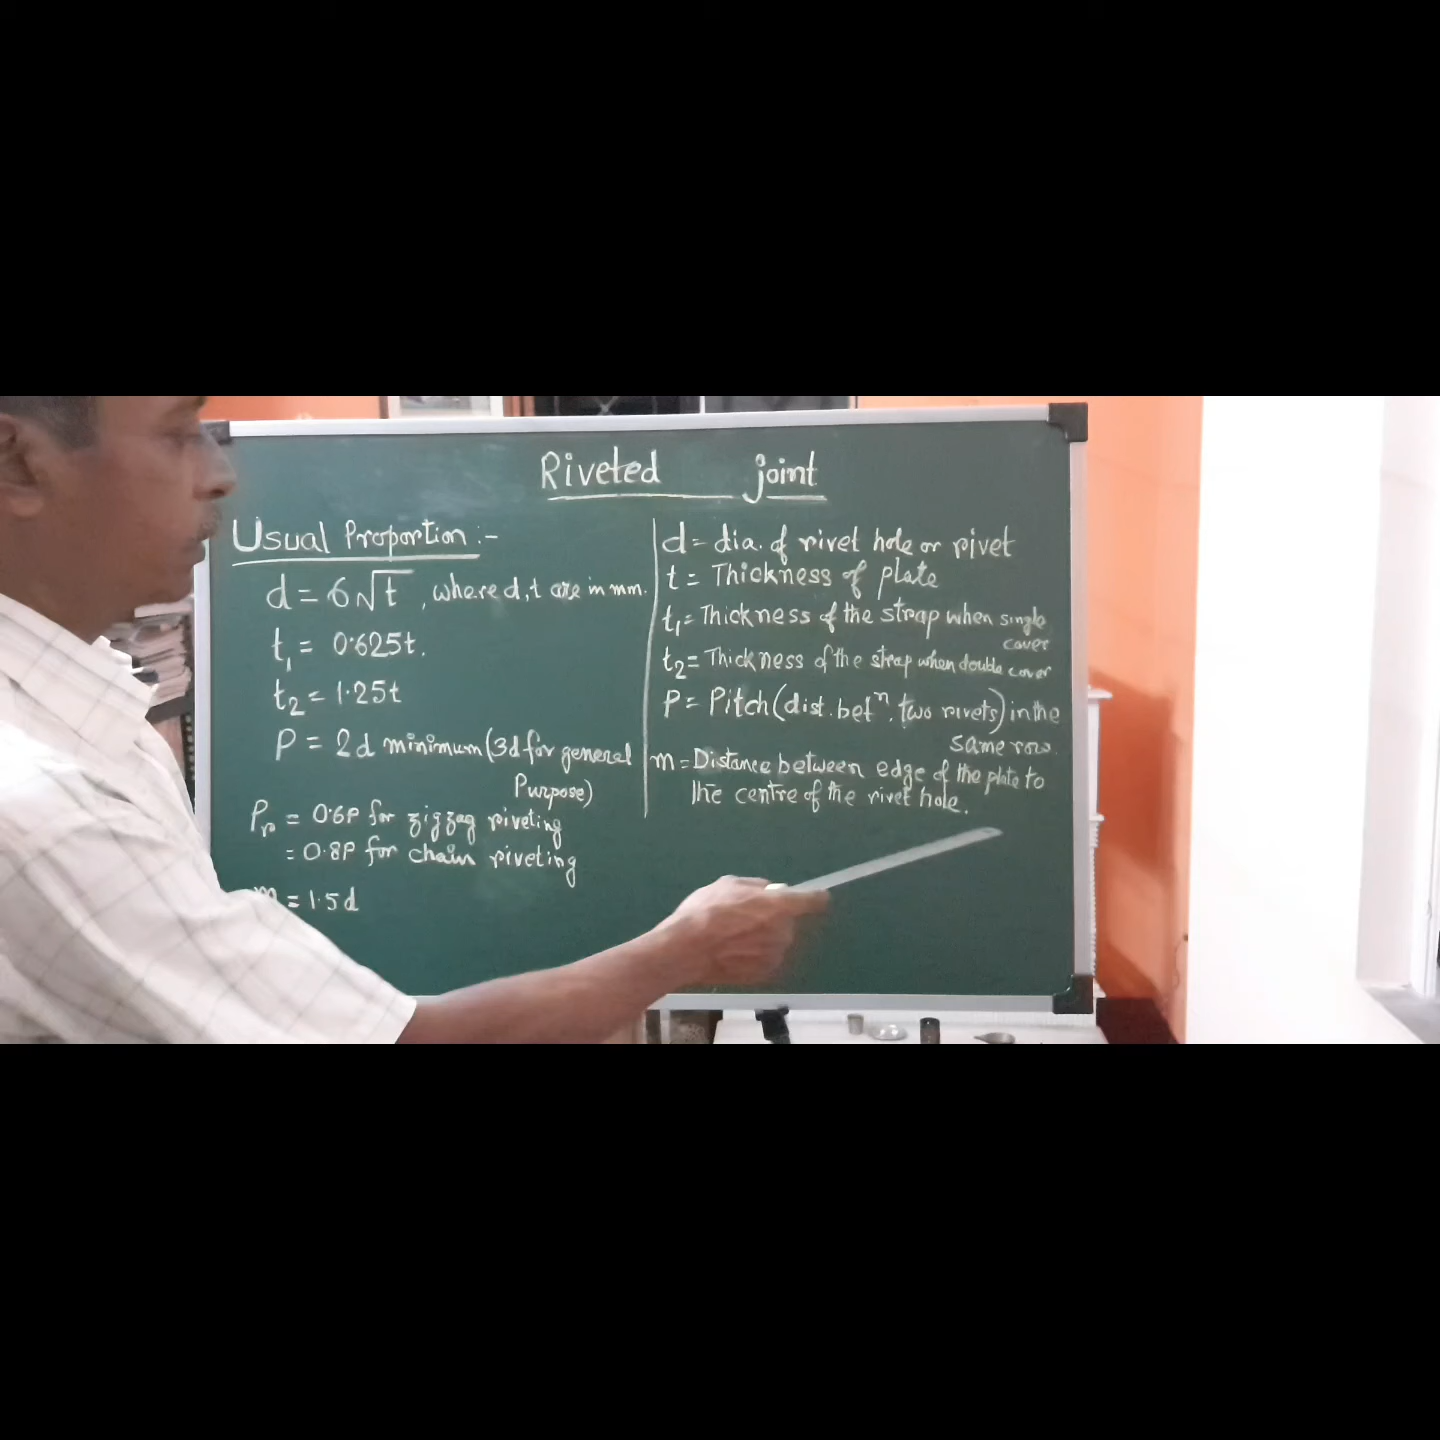 Riveted joint
Usual Proportion :-
d = 6√t , where d, t are in mm.
t₁ = 0.625t.
t₂ = 1.25t
P = 2d minimum (3d for general
Purpose)
Pr = 0.6P for zigzag riveting
= 0.8P for chain riveting
m = 1.5d
d = dia. of rivet hole or rivet
t = Thickness of plate
t₁ = Thickness of the strap when single
cover
t₂ = Thickness of the strap when double cover
P = Pitch (dist. betⁿ. two rivets) in the
same row.
m = Distance between edge of the plate to
the centre of the rivet hole.